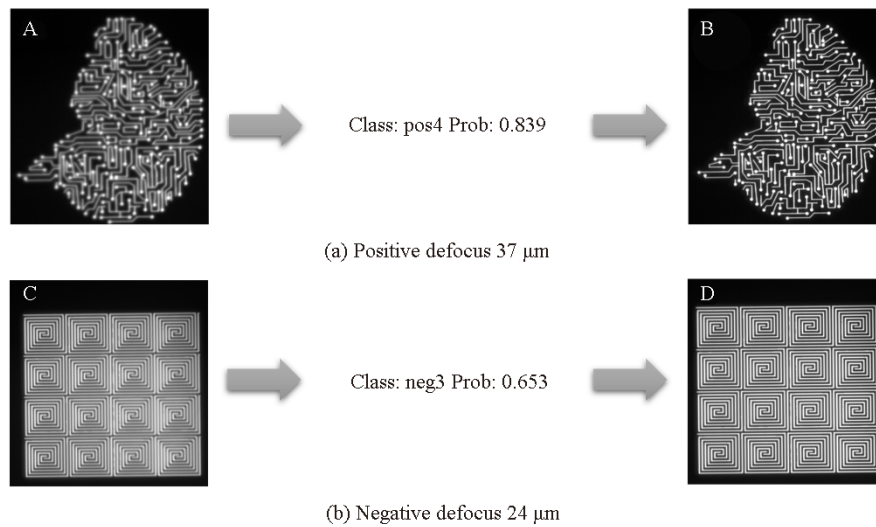 A
B
Class: pos4 Prob: 0.839
(a) Positive defocus 37 μm
C
D
Class: neg3 Prob: 0.653
(b) Negative defocus 24 μm